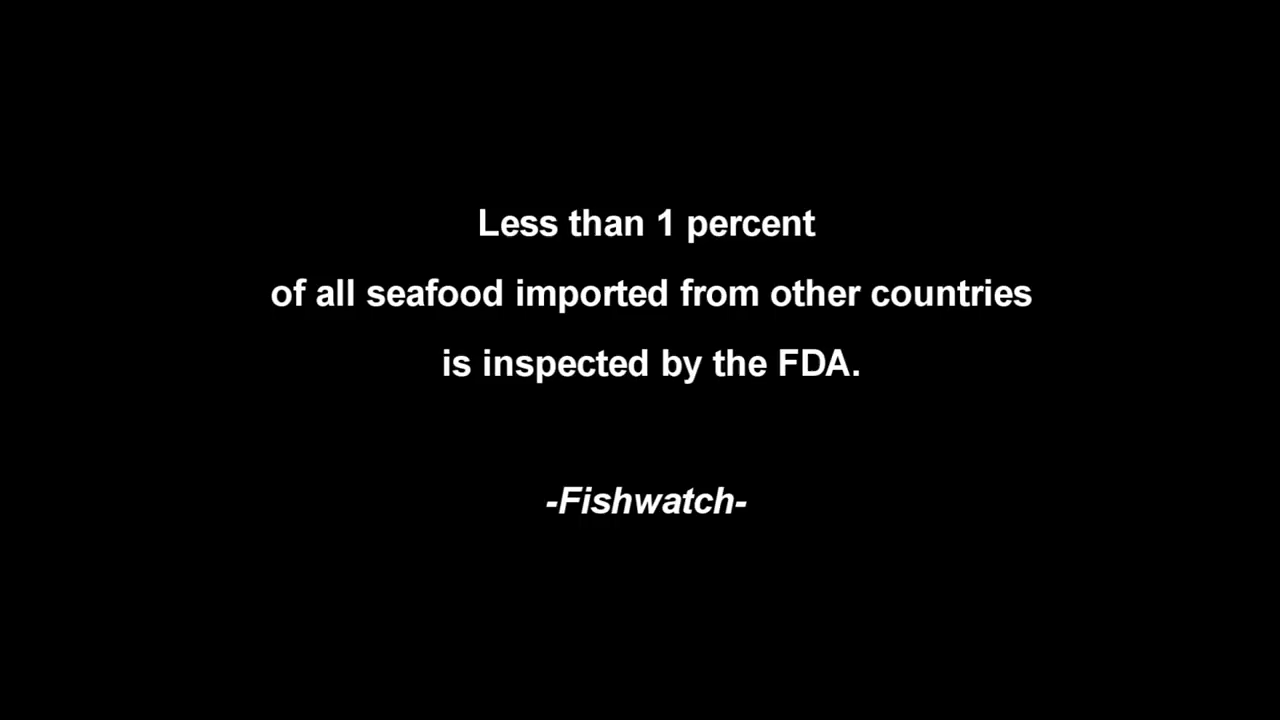 Less than 1 percent
of all seafood imported from other countries
is inspected by the FDA.
-Fishwatch-